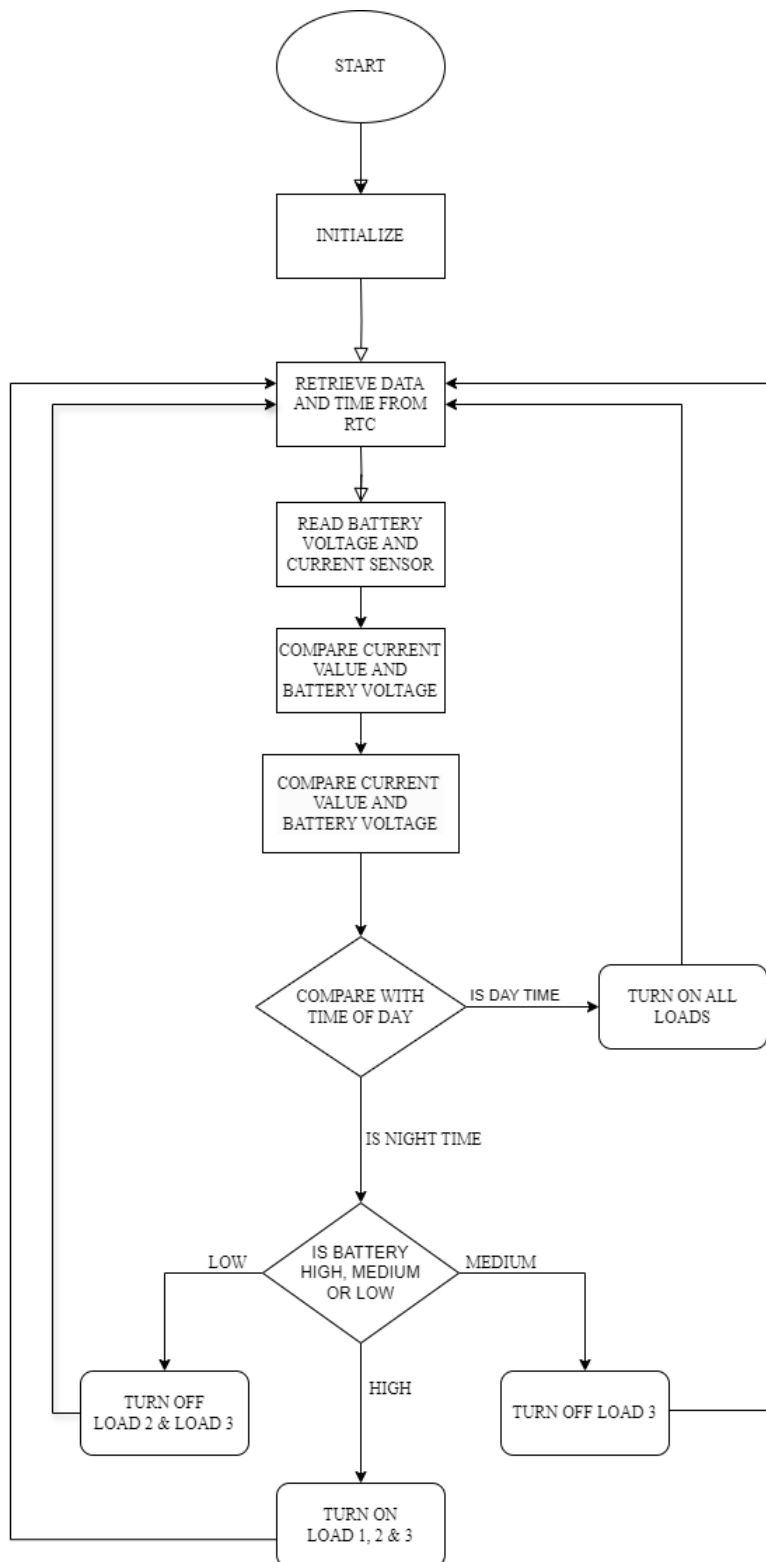 START
INITIALIZE
RETRIEVE DATA
AND TIME FROM
RTC
READ BATTERY
VOLTAGE AND
CURRENT SENSOR
COMPARE CURRENT
VALUE AND
BATTERY VOLTAGE
COMPARE CURRENT
VALUE AND
BATTERY VOLTAGE
COMPARE WITH
TIME OF DAY
IS DAY TIME
TURN ON ALL
LOADS
IS NIGHT TIME
IS BATTERY
HIGH, MEDIUM
OR LOW
LOW
MEDIUM
HIGH
TURN OFF
LOAD 2 & LOAD 3
TURN OFF LOAD 3
TURN ON
LOAD 1, 2 & 3